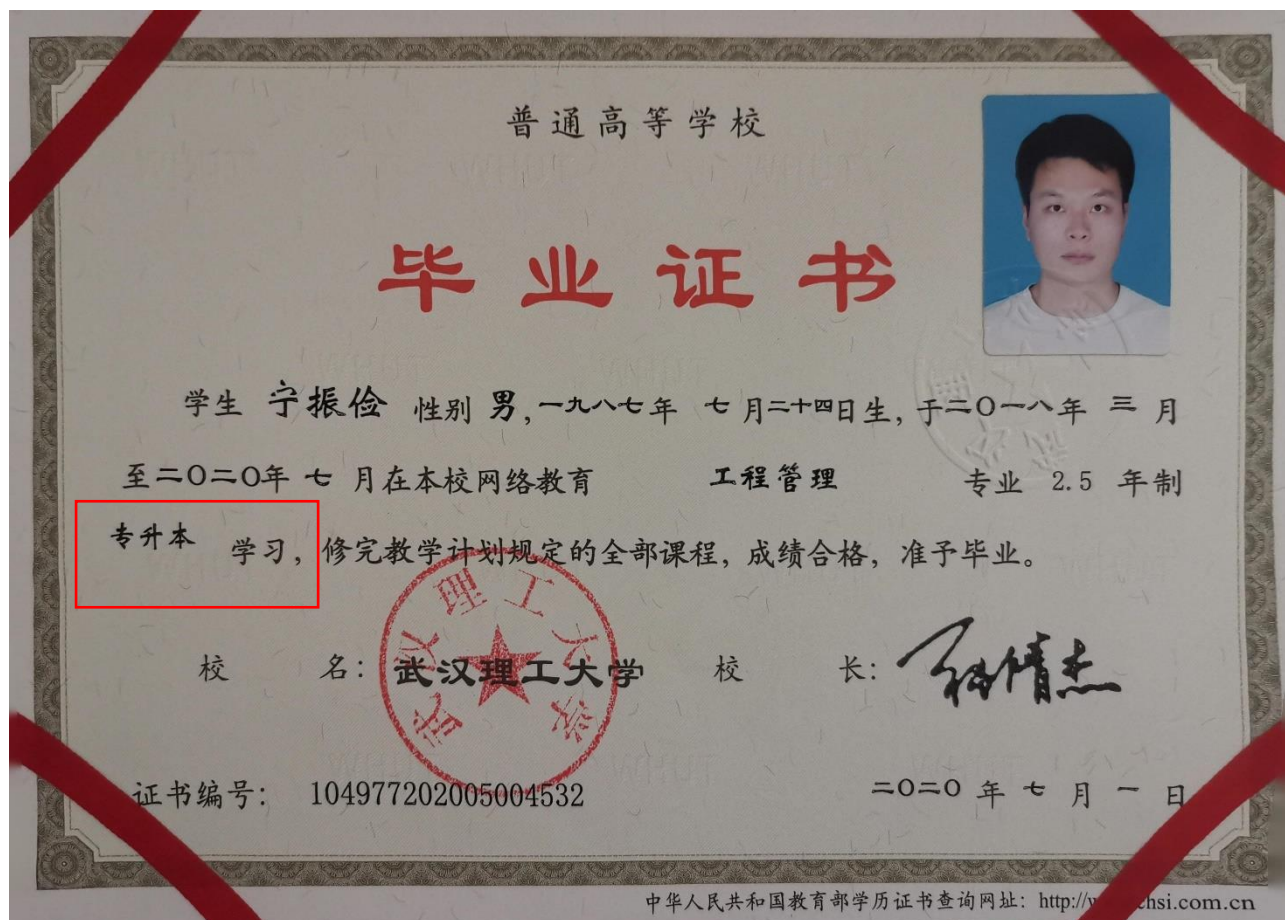 普通高等学校
毕业证书
学生 宁振俭 性别 男, 一九八七年 七 月二十四日生, 于二〇一八年 三 月
至二〇二〇年 七 月在本校网络教育 工程管理 专业 2.5 年制
专升本 学习, 修完教学计划规定的全部课程, 成绩合格, 准予毕业。
校 名: 武汉理工大学 校 长:
武汉理工大学
证书编号: 104977202005004532 二〇二〇 年 七 月 一 日
中华人民共和国教育部学历证书查询网址: http://w chsi.com.cn